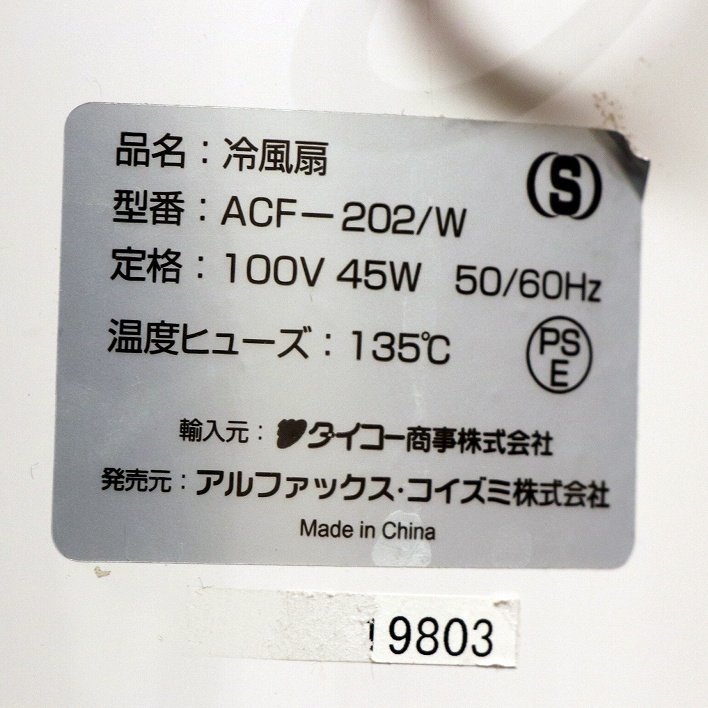 品名：冷風扇
(S)
型番：ACF－202/W
定格：100V 45W 50/60Hz
温度ヒューズ：135℃
PS
E
輸入元：ダイコー商事株式会社
発売元：アルファックス・コイズミ株式会社
Made in China
9803